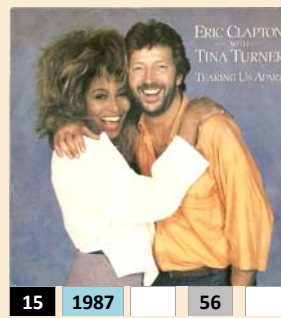 ERIC CLAPTON
WITH
TINA TURNER
TEARING US APART
15 1987 56